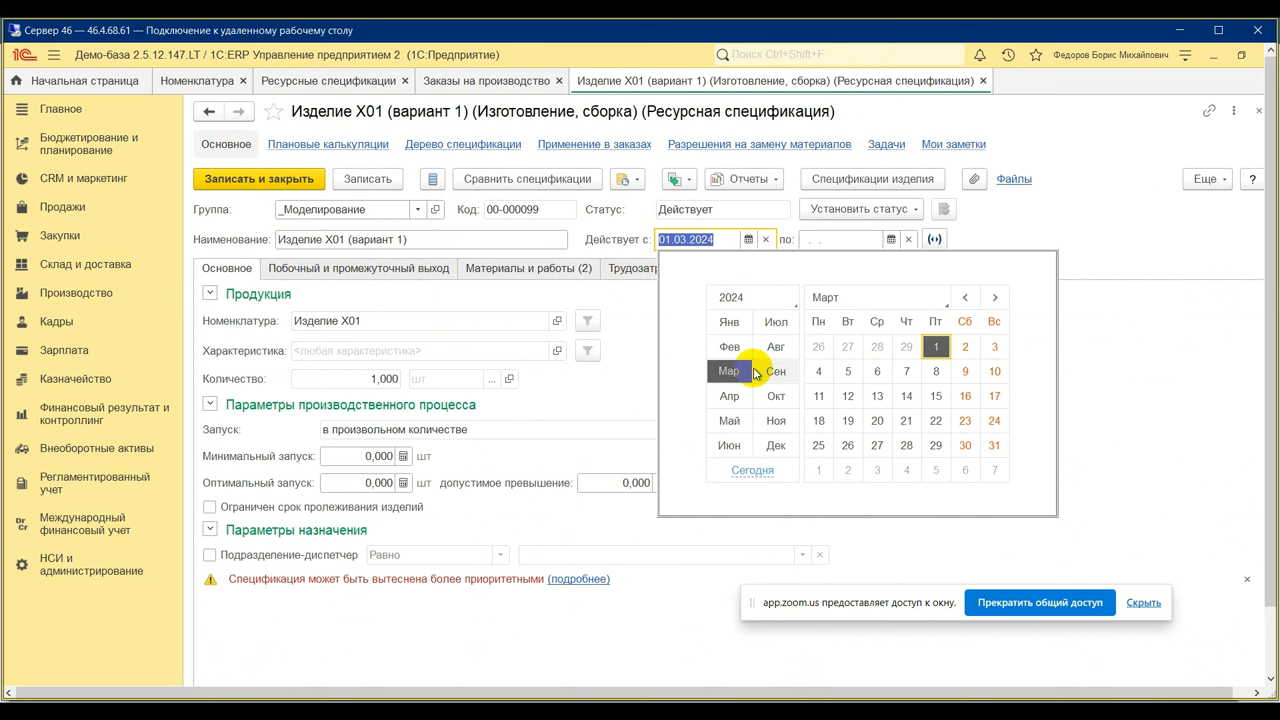 Сервер 46 — 46.4.68.61 — Подключение к удаленному рабочему столу
Демо-база 2.5.12.147.LT / 1С:ERP Управление предприятием 2 (1С:Предприятие)
Поиск Ctrl+Shift+F
Федоров Борис Михайлович
Начальная страница
Номенклатура
Ресурсные спецификации
Заказы на производство
Изделие X01 (вариант 1) (Изготовление, сборка) (Ресурсная спецификация)
Главное
Бюджетирование и
планирование
CRM и маркетинг
Продажи
Закупки
Склад и доставка
Производство
Кадры
Зарплата
Казначейство
Финансовый результат и
контроллинг
Внеоборотные активы
Регламентированный
учет
Международный
финансовый учет
НСИ и
администрирование
Изделие X01 (вариант 1) (Изготовление, сборка) (Ресурсная спецификация)
Основное Плановые калькуляции Дерево спецификации Применение в заказах Разрешения на замену материалов Задачи Мои заметки
Записать и закрыть Записать Сравнить спецификации Отчеты Спецификации изделия Файлы Еще ?
Группа: _Моделирование Код: 00-000099 Статус: Действует Установить статус
Наименование: Изделие X01 (вариант 1) Действует с: 01.03.2024 по: . .
Основное Побочный и промежуточный выход Материалы и работы (2) Трудозатр
Продукция
Номенклатура: Изделие X01
Характеристика: <любая характеристика>
Количество: 1,000 шт ...
Параметры производственного процесса
Запуск: в произвольном количестве
Минимальный запуск: 0,000 шт
Оптимальный запуск: 0,000 шт допустимое превышение: 0,000
Ограничен срок пролеживания изделий
Параметры назначения
Подразделение-диспетчер Равно
Спецификация может быть вытеснена более приоритетными (подробнее)
2024 Март
Янв Июл Пн Вт Ср Чт Пт Сб Вс
Фев Авг 26 27 28 29 1 2 3
Мар Сен 4 5 6 7 8 9 10
Апр Окт 11 12 13 14 15 16 17
Май Ноя 18 19 20 21 22 23 24
Июн Дек 25 26 27 28 29 30 31
Сегодня 1 2 3 4 5 6 7
app.zoom.us предоставляет доступ к окну. Прекратить общий доступ Скрыть